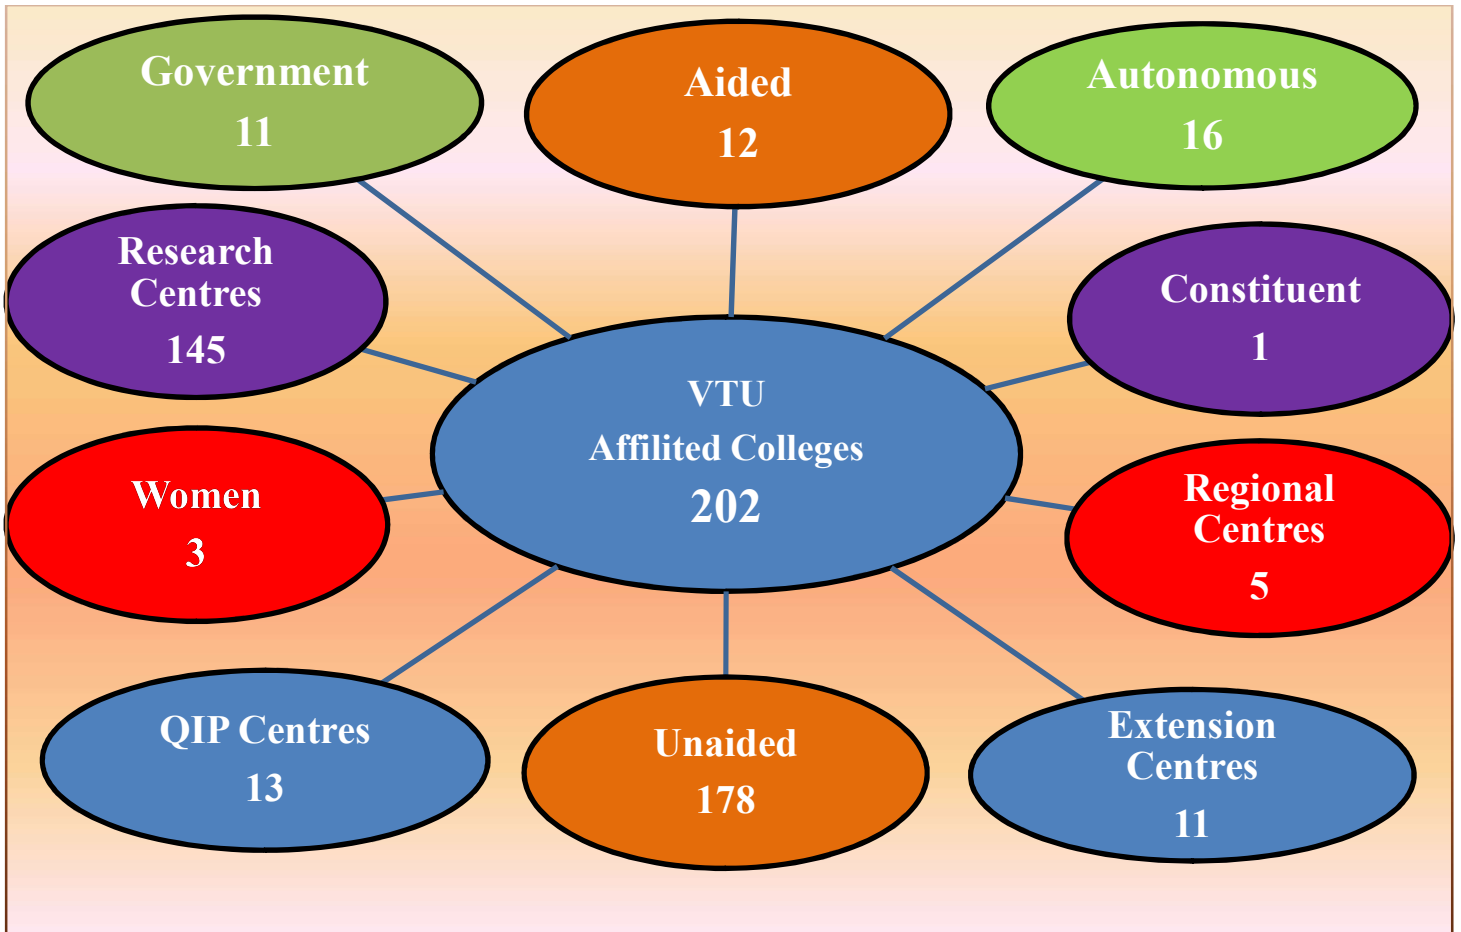 Government
11
Aided
12
Autonomous
16
Research
Centres
145
Constituent
1
VTU
Affilited Colleges
202
Women
3
Regional
Centres
5
QIP Centres
13
Unaided
178
Extension
Centres
11